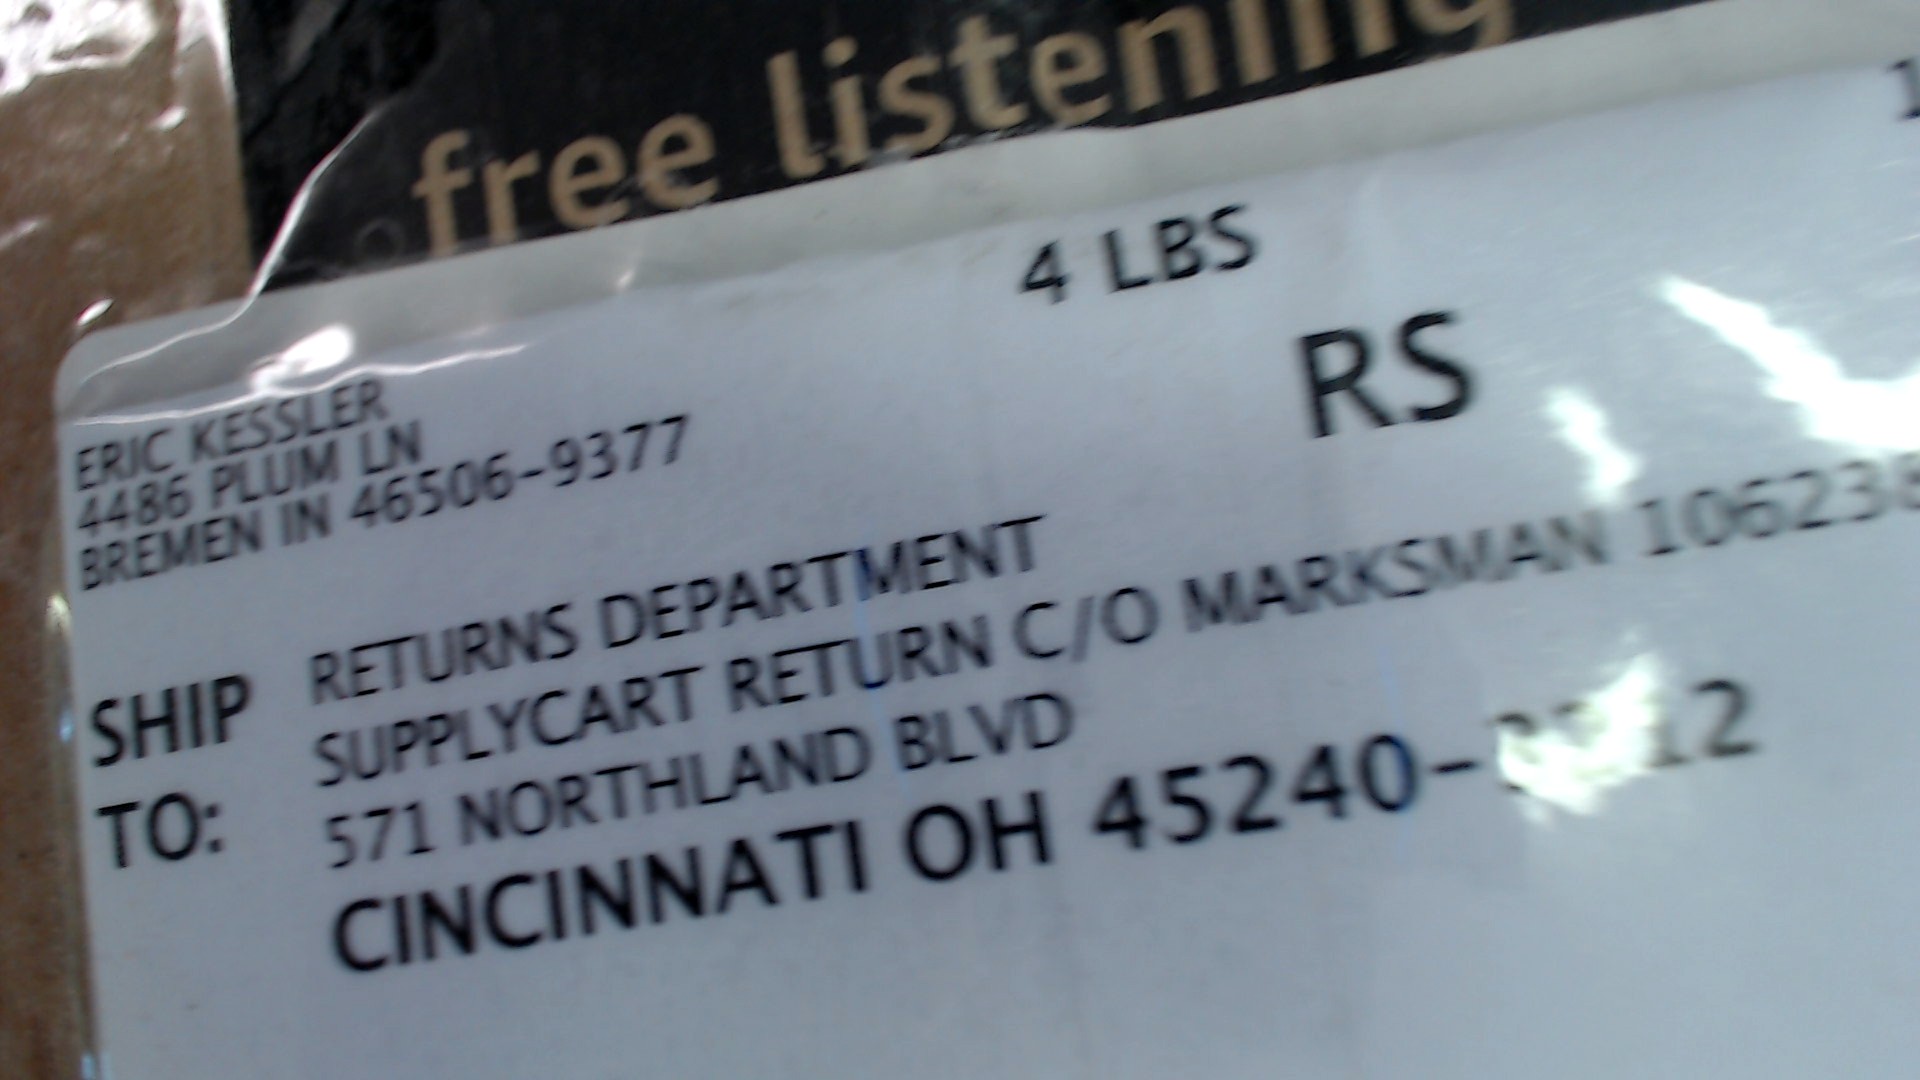 free listening
4 LBS
RS
ERIC KESSLER
4486 PLUM LN
BREMEN IN 46506-9377
SHIP TO:
RETURNS DEPARTMENT
SUPPLYCART RETURN C/O MARKSMAN
571 NORTHLAND BLVD
CINCINNATI OH